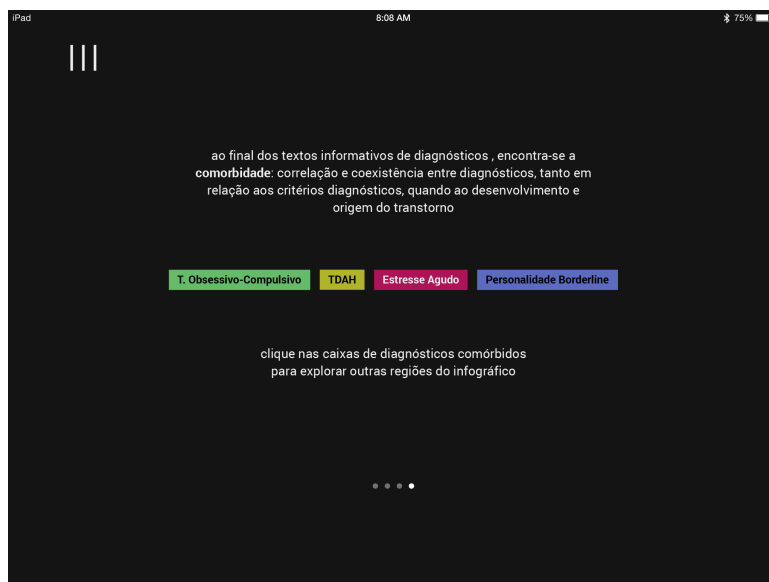 iPad
8:08 AM
75%
ao final dos textos informativos de diagnósticos , encontra-se a
comorbidade: correlação e coexistência entre diagnósticos, tanto em
relação aos critérios diagnósticos, quando ao desenvolvimento e
origem do transtorno
T. Obsessivo-Compulsivo
TDAH
Estresse Agudo
Personalidade Borderline
clique nas caixas de diagnósticos comórbidos
para explorar outras regiões do infográfico